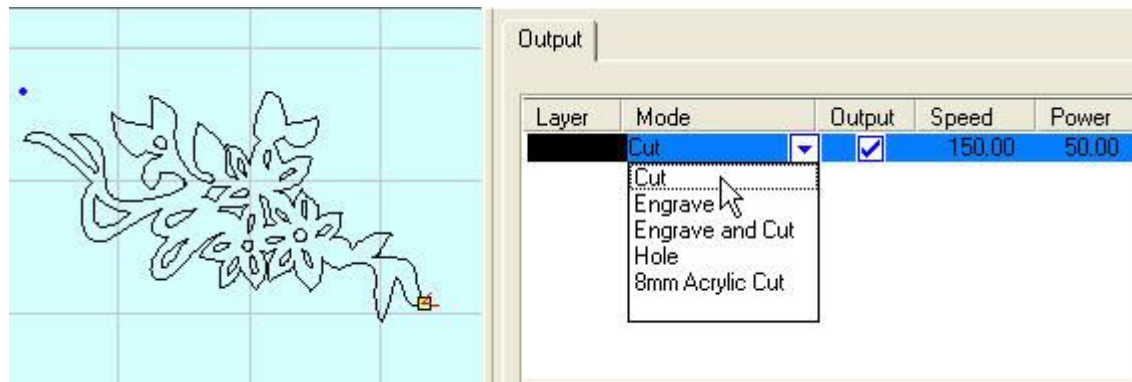 Output
Layer Mode Output Speed Power
Cut 150.00 50.00
Cut
Engrave
Engrave and Cut
Hole
8mm Acrylic Cut